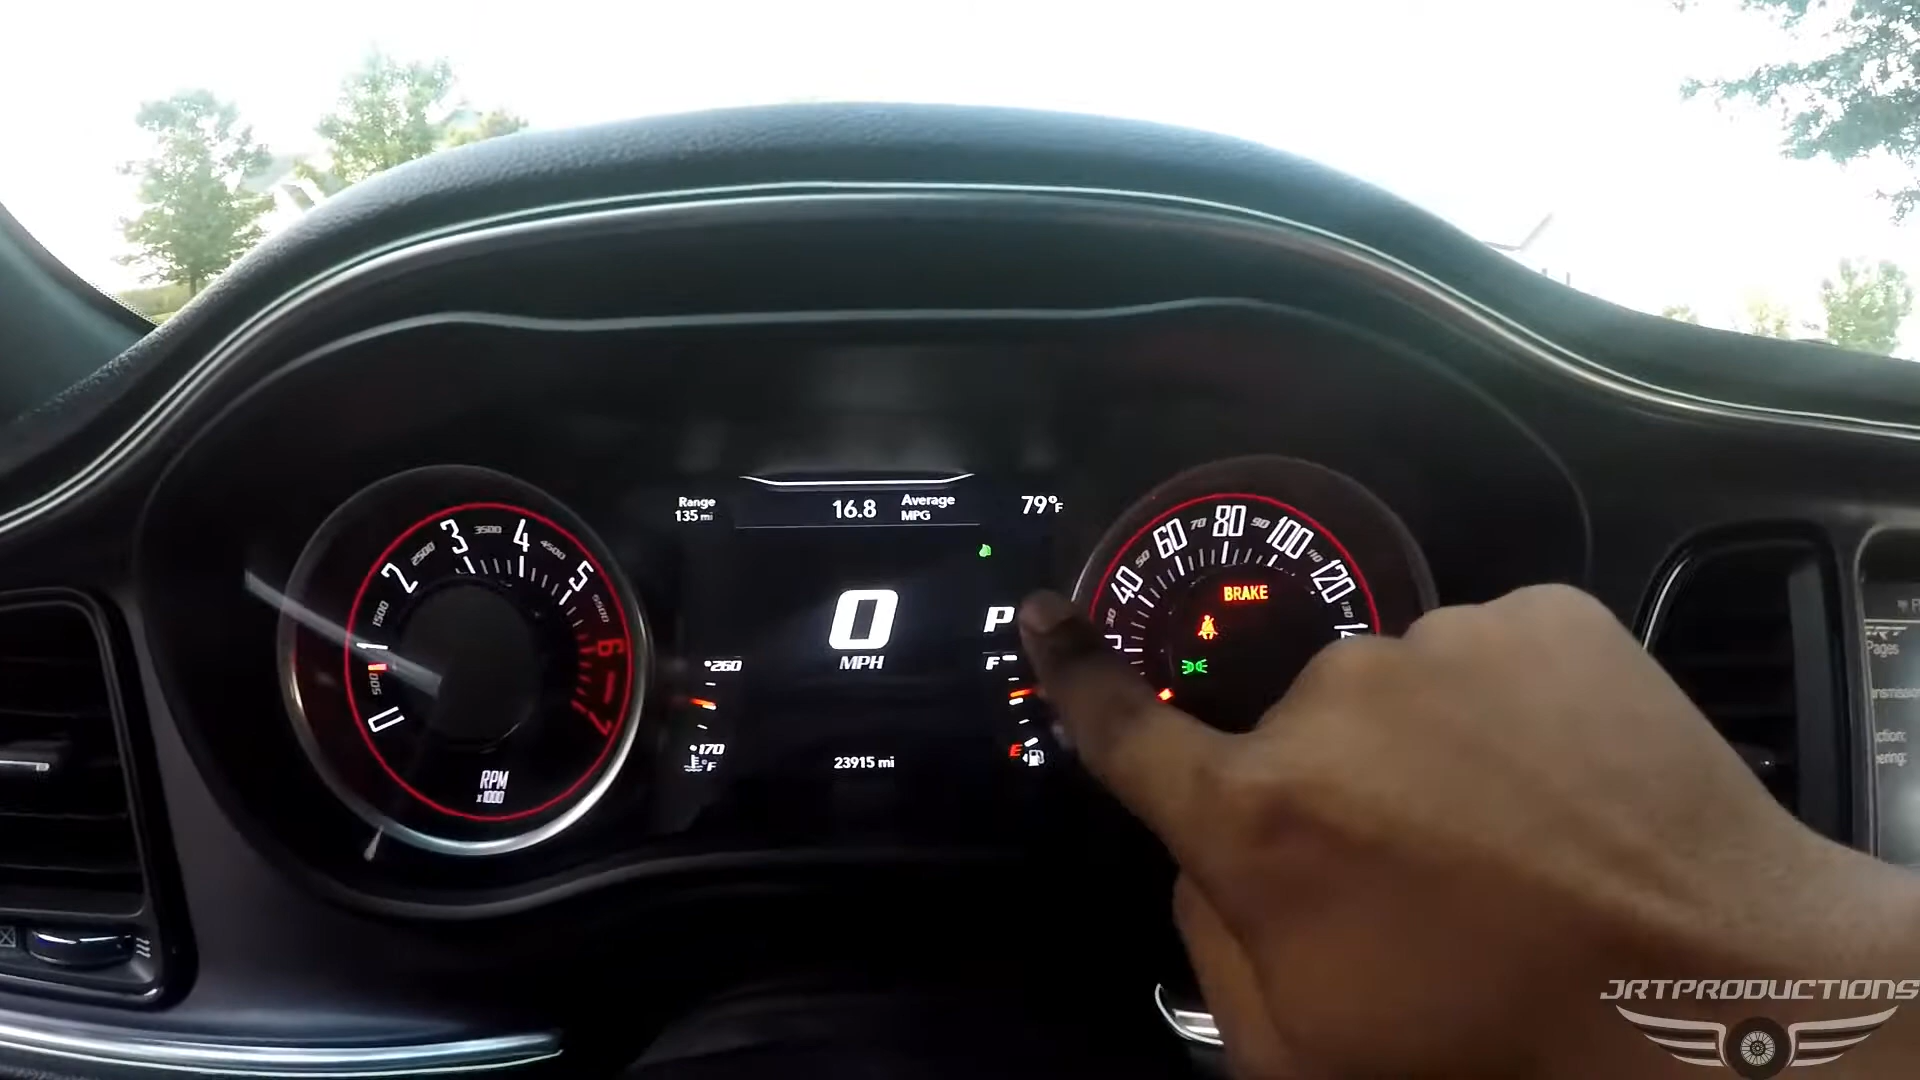 Range
135 mi
16.8 Average
MPG
79°F
0
MPH
P
F
E
•260
•170
°F
23915 mi
0
500
1
1500
2
2500
3
3500
4
4500
5
5500
6
7
RPM
x1000
30
40
50
60
70
80
90
100
110
120
130
BRAKE
Pages
JRTPRODUCTIONS